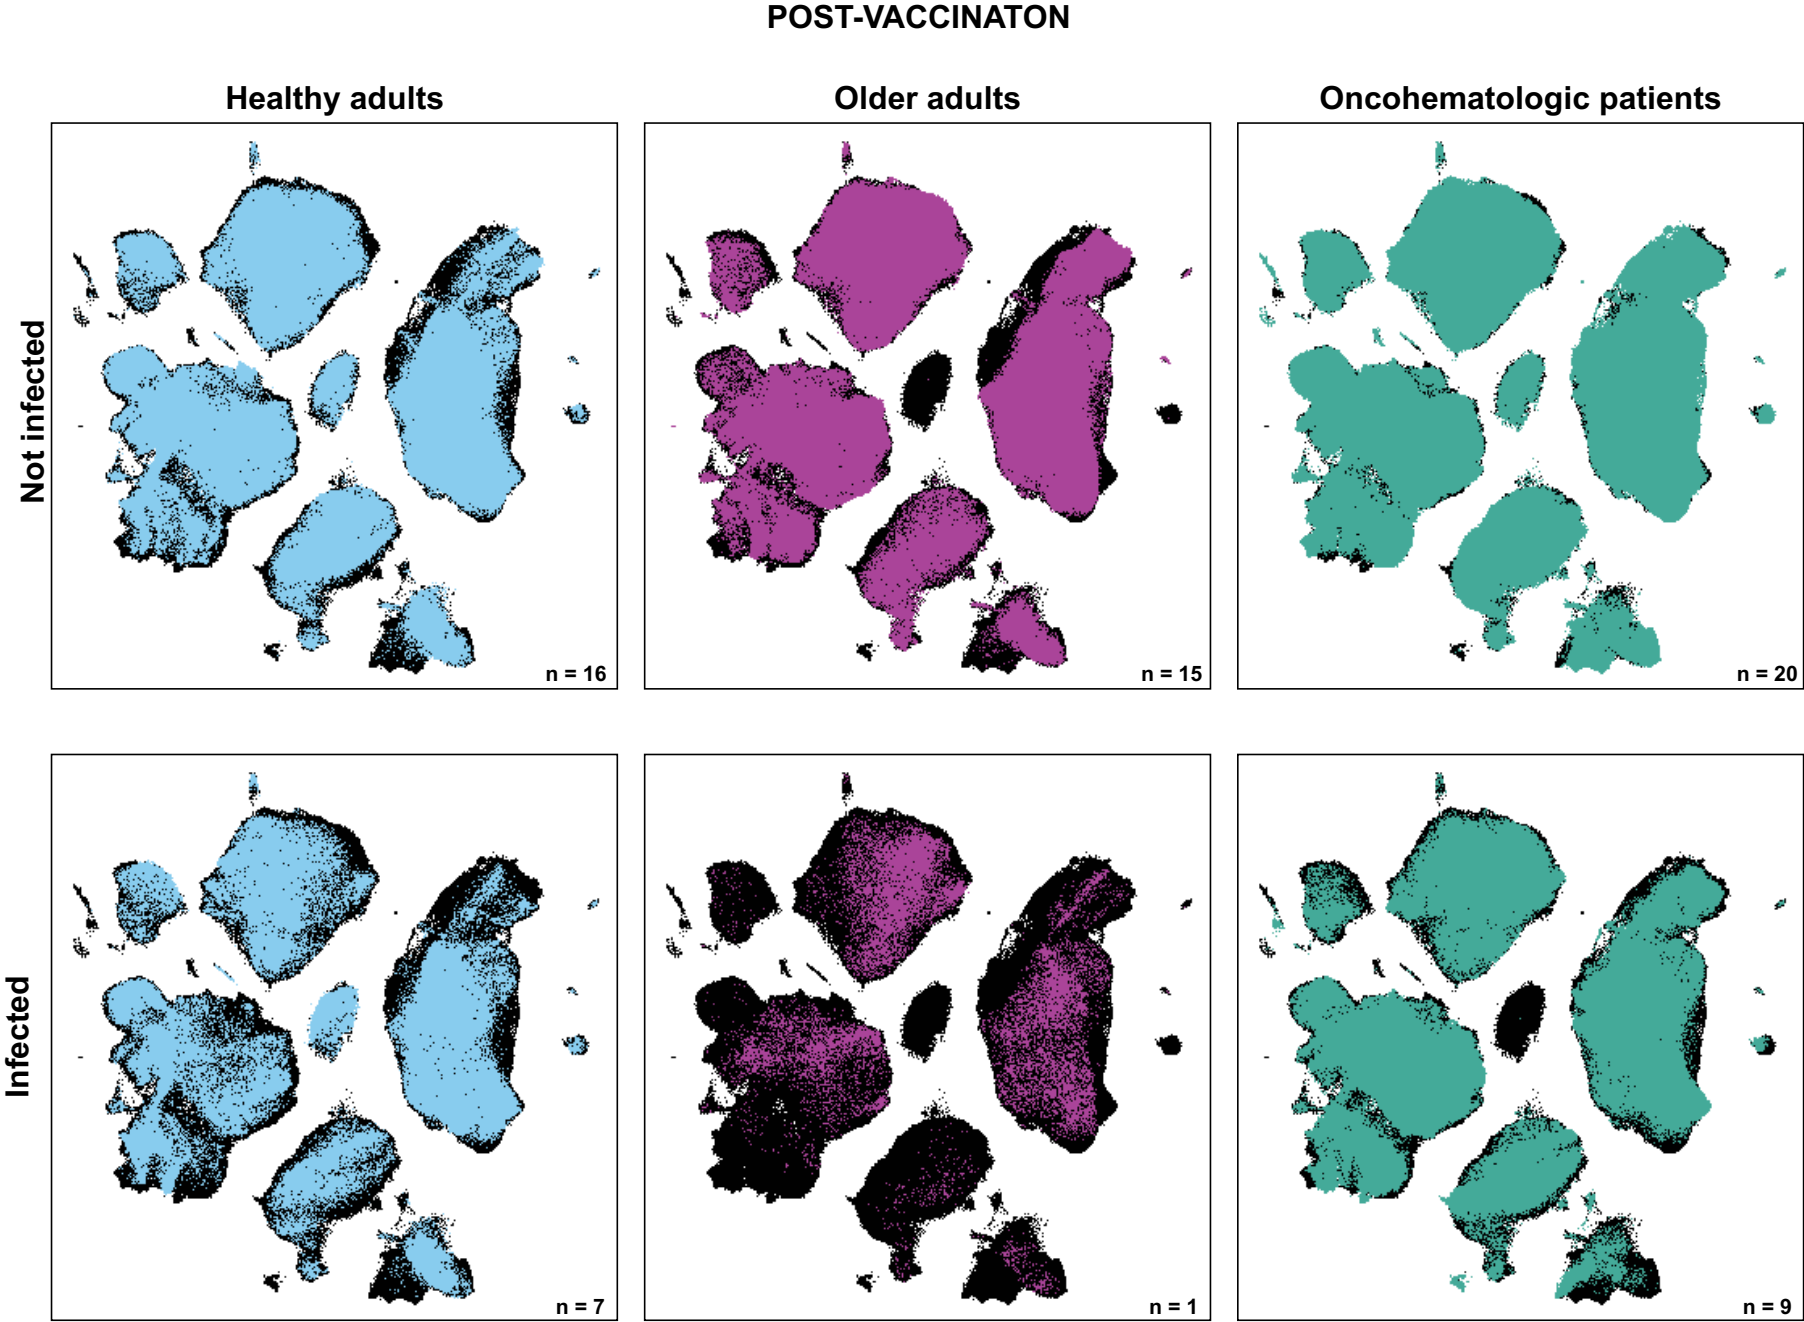 POST-VACCINATON
Healthy adults
Older adults
Oncohematologic patients
Not infected
n = 16
n = 15
n = 20
Infected
n = 7
n = 1
n = 9